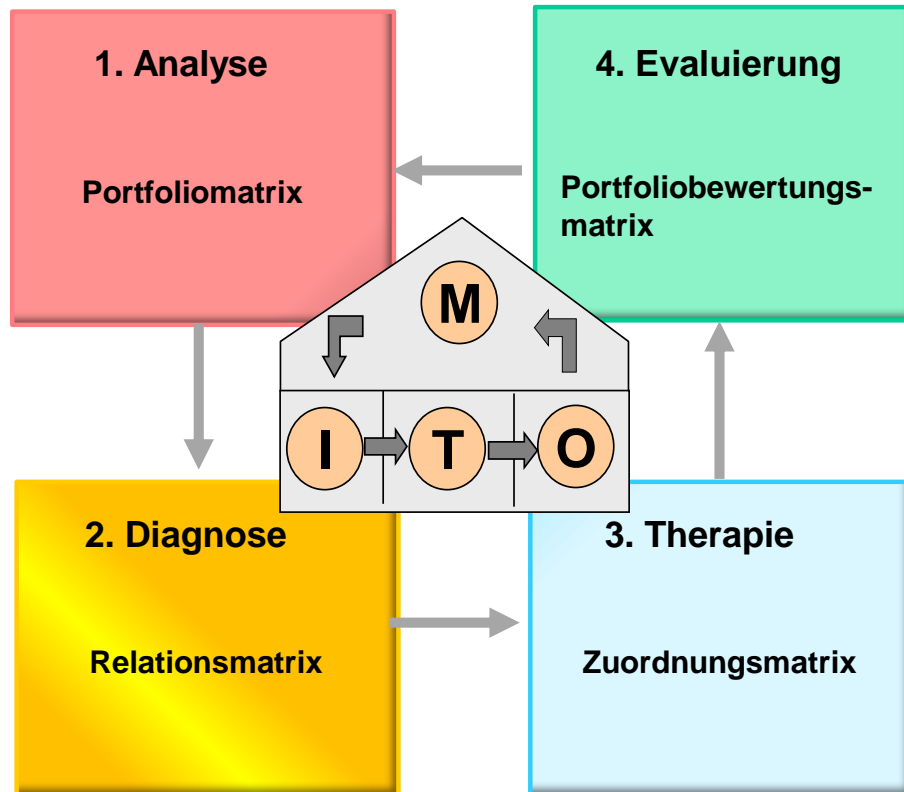 1. Analyse
Portfoliomatrix
4. Evaluierung
Portfoliobewertungs-
matrix
M
I
T
O
2. Diagnose
Relationsmatrix
3. Therapie
Zuordnungsmatrix